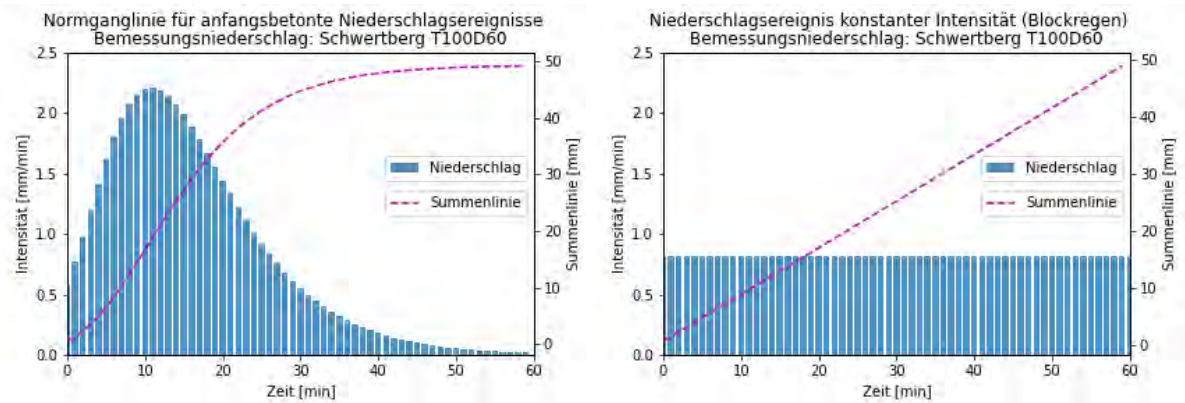 Normganglinie für anfangsbetonte Niederschlagsereignisse
Bemessungsniederschlag: Schwertberg T100D60
2.5
2.0
1.5
1.0
0.5
0.0
Intensität [mm/min]
0
10
20
30
40
50
60
Zeit [min]
50
40
30
20
10
0
Summenlinie [mm]
Niederschlag
Summenlinie
Niederschlagsereignis konstanter Intensität (Blockregen)
Bemessungsniederschlag: Schwertberg T100D60
2.5
2.0
1.5
1.0
0.5
0.0
Intensität [mm/min]
0
10
20
30
40
50
60
Zeit [min]
50
40
30
20
10
0
Summenlinie [mm]
Niederschlag
Summenlinie